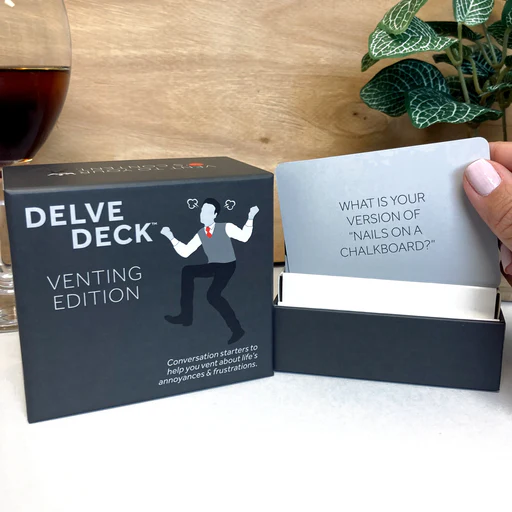 DELVE
DECK™
VENTING
EDITION
Conversation starters to
help you vent about life's
annoyances & frustrations.
WHAT IS YOUR
VERSION OF
"NAILS ON A
CHALKBOARD?"